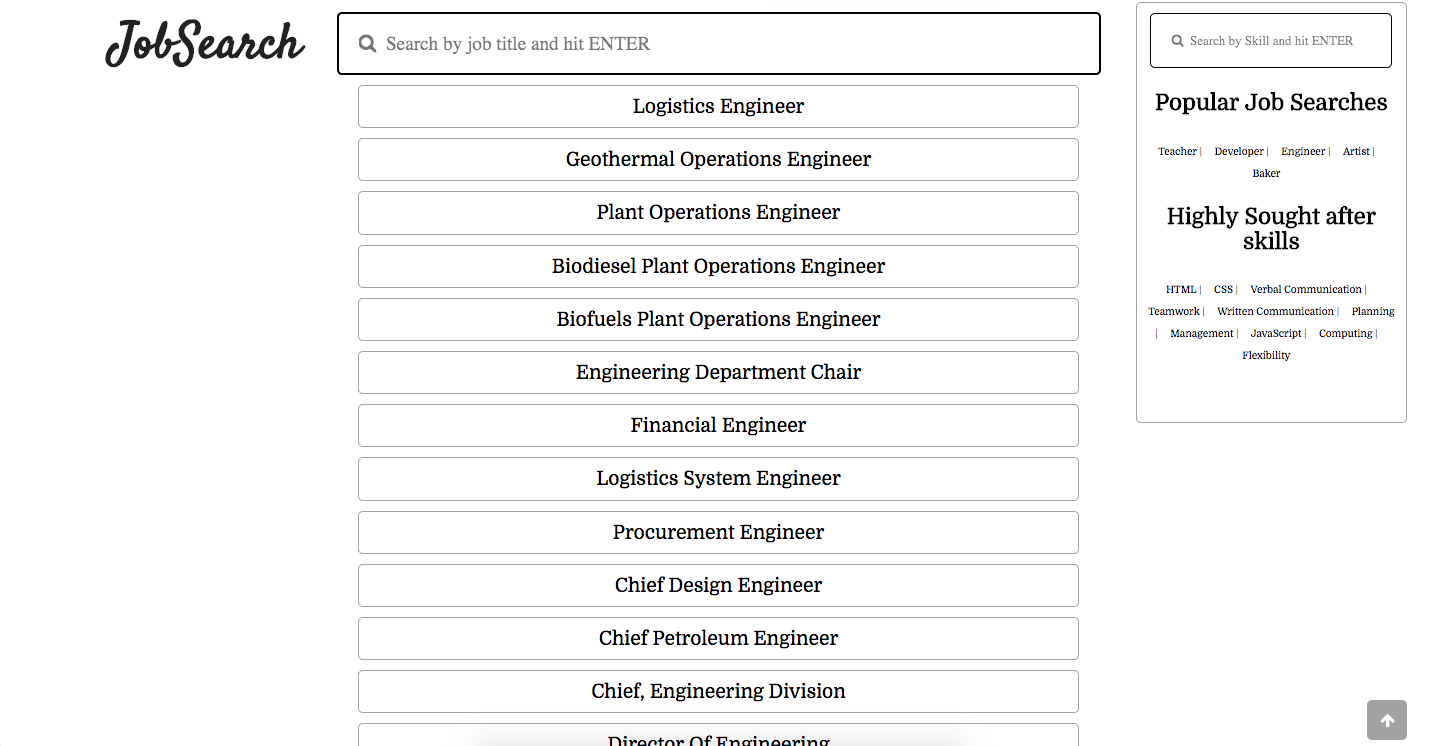 JobSearch
Search by job title and hit ENTER
Logistics Engineer
Geothermal Operations Engineer
Plant Operations Engineer
Biodiesel Plant Operations Engineer
Biofuels Plant Operations Engineer
Engineering Department Chair
Financial Engineer
Logistics System Engineer
Procurement Engineer
Chief Design Engineer
Chief Petroleum Engineer
Chief, Engineering Division
Director Of Engineering
Search by Skill and hit ENTER
Popular Job Searches
Teacher | Developer | Engineer | Artist |
Baker
Highly Sought after
skills
HTML | CSS | Verbal Communication |
Teamwork | Written Communication | Planning
| Management | JavaScript | Computing |
Flexibility